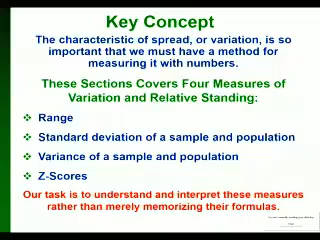 Key Concept
The characteristic of spread, or variation, is so
important that we must have a method for
measuring it with numbers.
These Sections Covers Four Measures of
Variation and Relative Standing:
Range
Standard deviation of a sample and population
Variance of a sample and population
Z-Scores
Our task is to understand and interpret these measures
rather than merely memorizing their formulas.